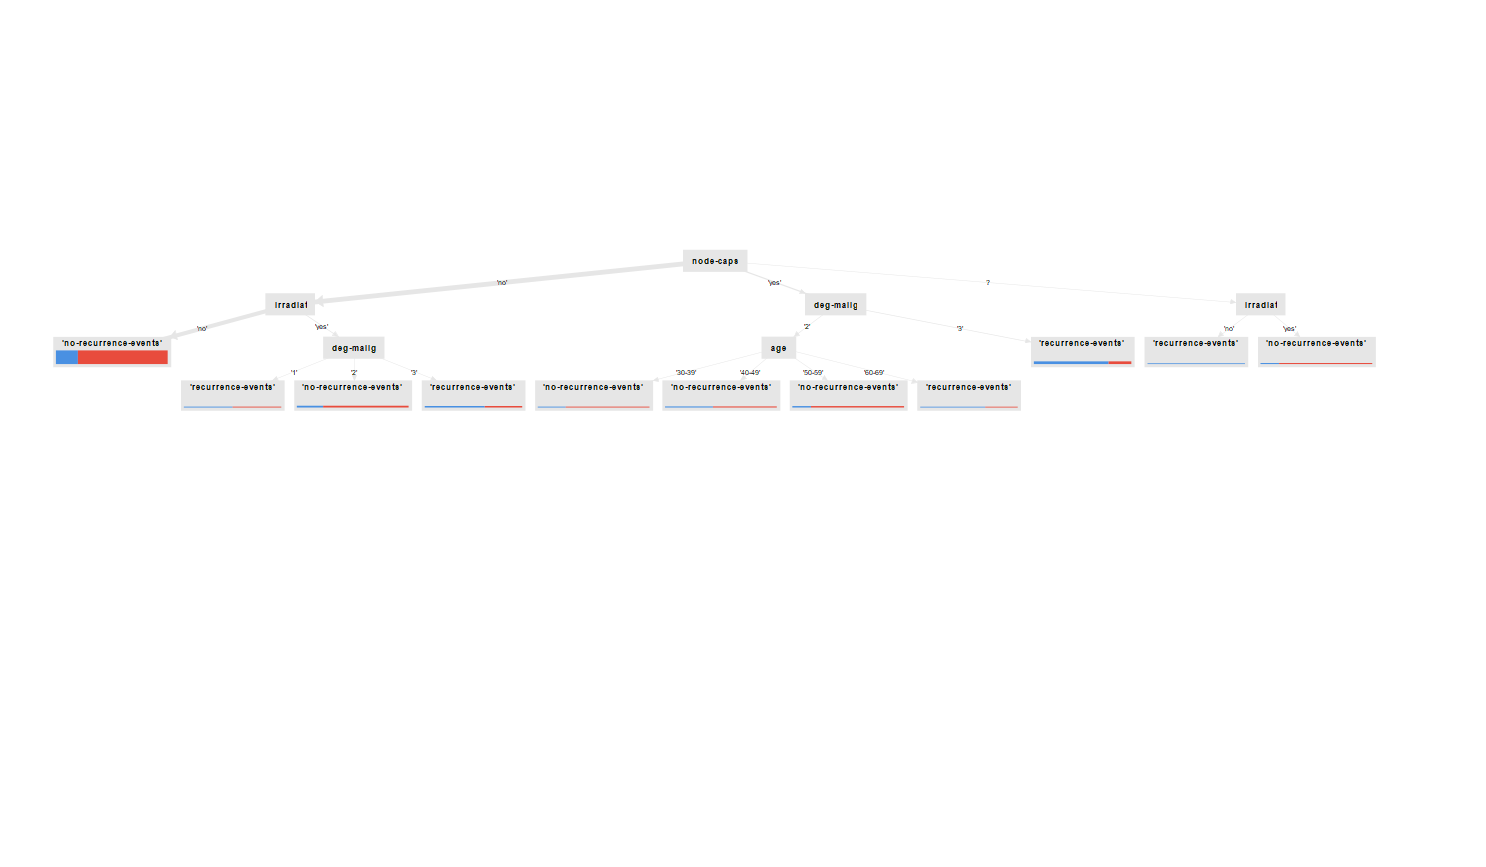 node-caps
'no'
'yes'
?
irradiat
deg-malig
irradiat
'no'
'yes'
'2'
'3'
'no'
'yes'
'no-recurrence-events'
deg-malig
age
'recurrence-events'
'recurrence-events'
'no-recurrence-events'
'1'
'2'
'3'
'30-39'
'40-49'
'50-59'
'60-69'
'recurrence-events'
'no-recurrence-events'
'recurrence-events'
'no-recurrence-events'
'no-recurrence-events'
'no-recurrence-events'
'recurrence-events'